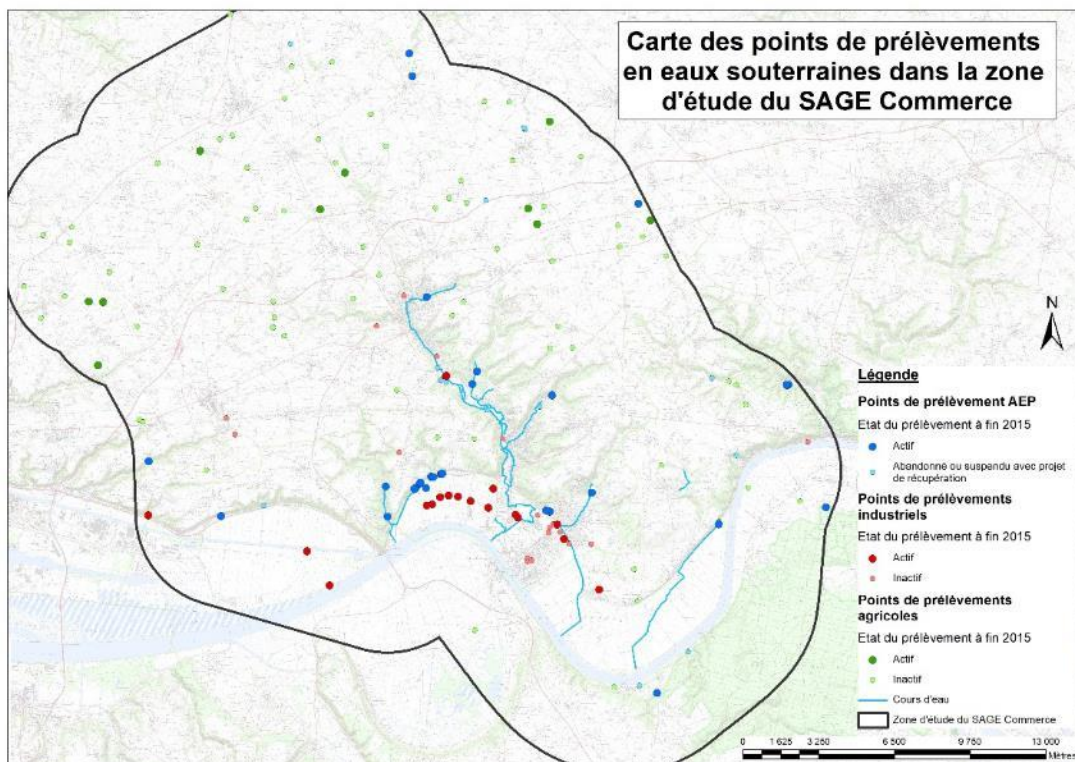 Carte des points de prélèvements
en eaux souterraines dans la zone
d'étude du SAGE Commerce
N
Légende
Points de prélèvement AEP
Etat du prélèvement à fin 2015
Actif
Abandonné ou suspendu avec projet
de récupération
Points de prélèvements
industriels
Etat du prélèvement à fin 2015
Actif
Inactif
Points de prélèvements
agricoles
Etat du prélèvement à fin 2015
Actif
Inactif
Cours d'eau
Zone d'étude du SAGE Commerce
0 1 625 3 250 6 500 9 750 13 000
Mètres